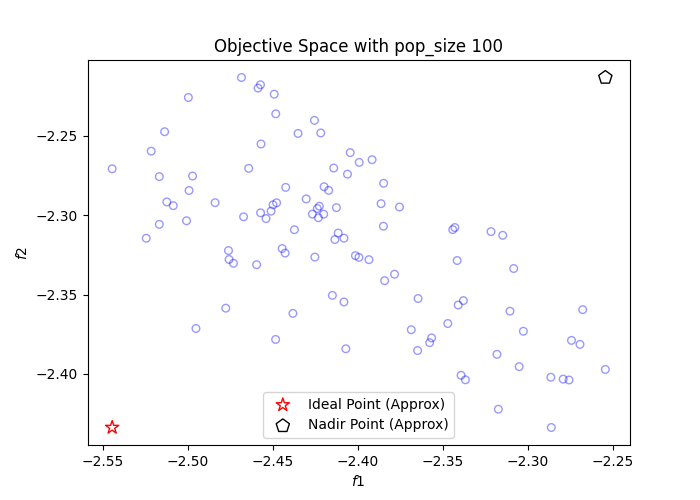 Objective Space with pop_size 100
f2
−2.25
−2.30
−2.35
−2.40
Ideal Point (Approx)
Nadir Point (Approx)
−2.55 −2.50 −2.45 −2.40 −2.35 −2.30 −2.25
f1